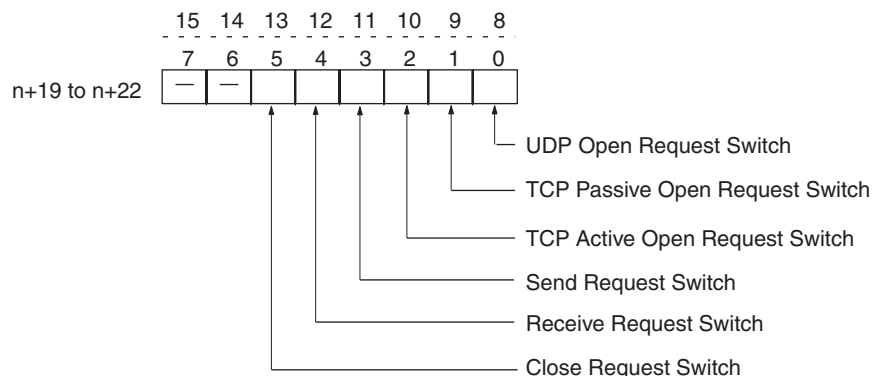 15 14 13 12 11 10 9 8
7 6 5 4 3 2 1 0
n+19 to n+22 — —
UDP Open Request Switch
TCP Passive Open Request Switch
TCP Active Open Request Switch
Send Request Switch
Receive Request Switch
Close Request Switch